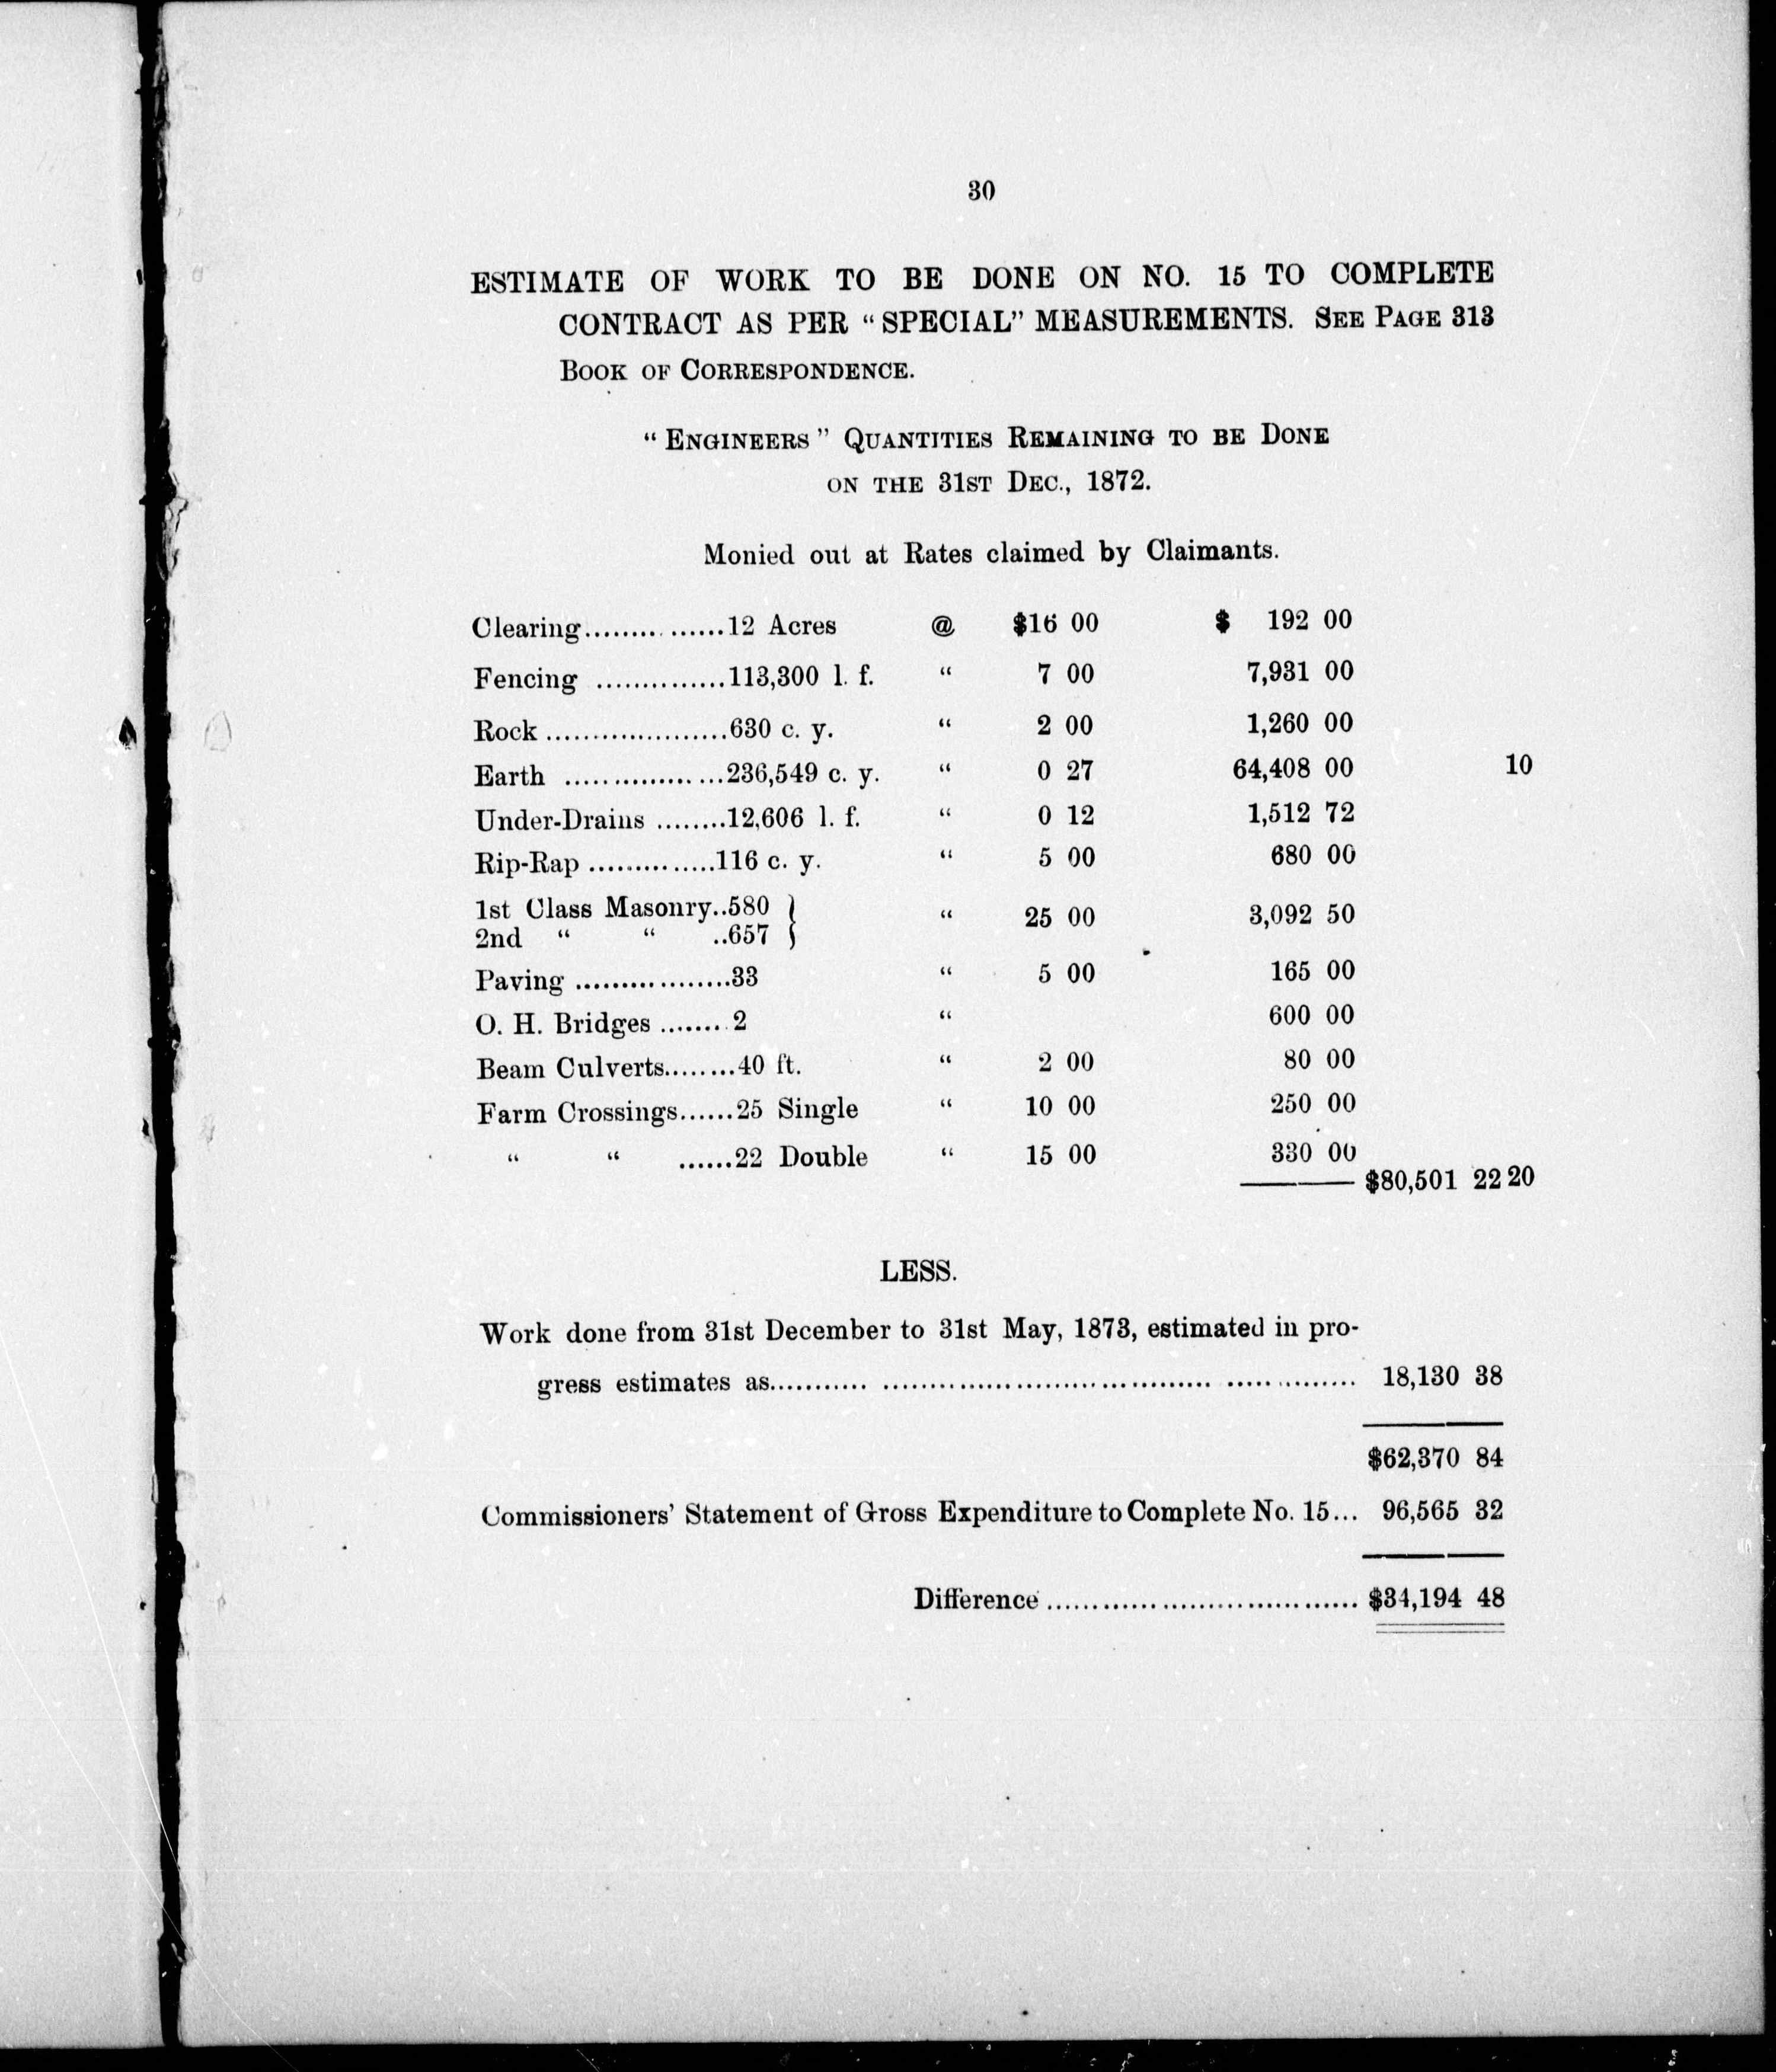 30
ESTIMATE OF WORK TO BE DONE ON NO. 15 TO COMPLETE
CONTRACT AS PER “SPECIAL” MEASUREMENTS. SEE PAGE 313
BOOK OF CORRESPONDENCE.
“ENGINEERS” QUANTITIES REMAINING TO BE DONE
ON THE 31ST DEC., 1872.
Monied out at Rates claimed by Claimants.
Clearing...............12 Acres @ $16 00 $ 192 00
Fencing ..............113,300 l. f. “ 7 00 7,931 00
Rock ....................630 c. y. “ 2 00 1,260 00
Earth .................236,549 c. y. “ 0 27 64,408 00 10
Under-Drains ........12,606 l. f. “ 0 12 1,512 72
Rip-Rap ...............116 c. y. “ 5 00 680 00
1st Class Masonry..580 } “ 25 00 3,092 50
2nd “ “ ..657 }
Paving .................33 “ 5 00 165 00
O. H. Bridges ........2 “ 600 00
Beam Culverts........40 ft. “ 2 00 80 00
Farm Crossings......25 Single “ 10 00 250 00
“ “ ......22 Double “ 15 00 330 00
$80,501 22 20
LESS.
Work done from 31st December to 31st May, 1873, estimated in pro-
gress estimates as.................................................... 18,130 38
$62,370 84
Commissioners’ Statement of Gross Expenditure to Complete No. 15... 96,565 32
Difference.................................. $34,194 48